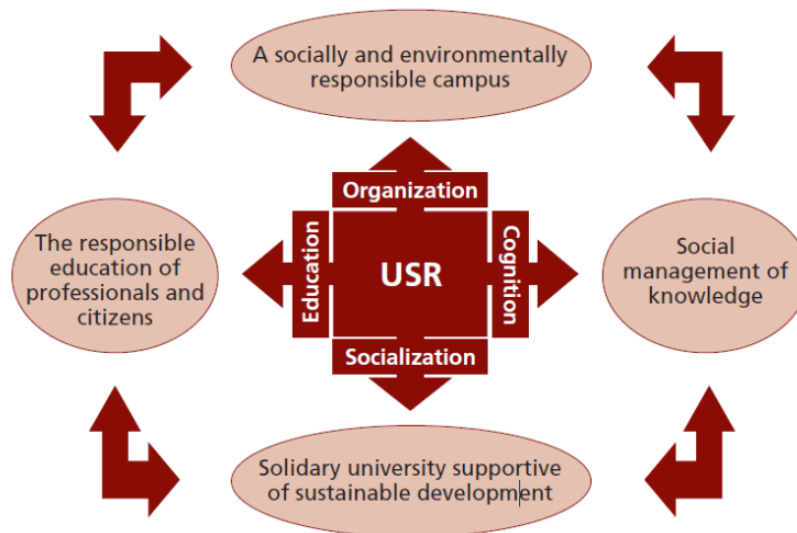 A socially and environmentally
responsible campus
Organization
The responsible
education of
professionals and
citizens
Education
USR
Cognition
Social
management of
knowledge
Socialization
Solidary university supportive
of sustainable development